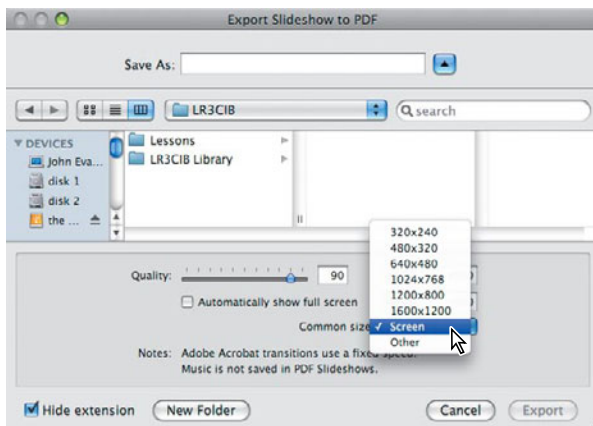 Export Slideshow to PDF
Save As:
LR3CIB
search
DEVICES
John Eva...
disk 1
disk 2
the ...
Lessons
LR3CIB Library
320x240
480x320
640x480
1024x768
1200x800
1600x1200
Screen
Other
Quality:
90
Automatically show full screen
Common size
Notes: Adobe Acrobat transitions use a fixed speed.
Music is not saved in PDF Slideshows.
Hide extension
New Folder
Cancel
Export